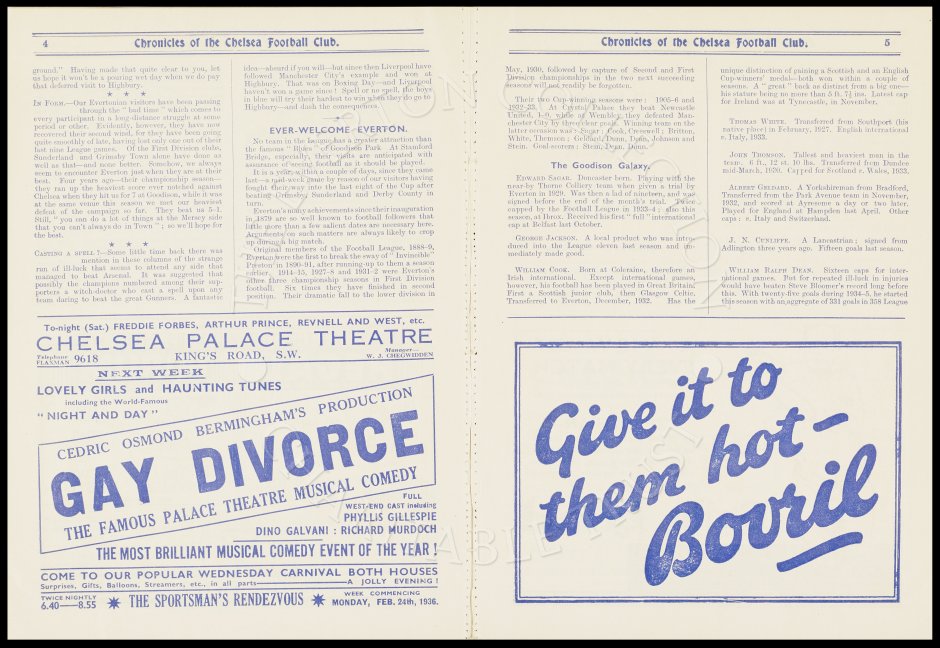 4
Chronicles of the Chelsea Football Club.
ground." Having made that quite clear to you, let
us hope it won't be a pouring wet day when we do pay
that deferred visit to Highbury.
* * *
IN FORM.—Our Evertonian visitors have been passing
through the "bad time" which comes to
every participant in a long-distance struggle at some
period or other. Evidently, however, they have now
recovered their second wind, for they have been going
quite smoothly of late, having lost only one out of their
last nine League games. Of the First Division clubs,
Sunderland and Grimsby Town alone have done as
well as that—and none better. Somehow, we always
seem to encounter Everton just when they are at their
best. Four years ago—their championship season—
they ran up the heaviest score ever notched against
Chelsea when they hit us for 7 at Goodison, while it was
at the same venue this season we met our heaviest
defeat of the campaign so far. They beat us 5-1.
Still, "you can do a lot of things at the Mersey side
that you can't always do in Town"; so we'll hope for
the best.
* * *
CASTING A SPELL?—Some little time back there was
mention in these columns of the strange
run of ill-luck that seems to attend any side that
managed to beat Arsenal. It was suggested that
possibly the champions numbered among their sup-
porters a witch-doctor who cast a spell upon any
team daring to beat the great Gunners. A fantastic
idea—absurd if you will—but since then Liverpool have
followed Manchester City's example and won at
Highbury. That was on Boxing Day—and Liverpool
haven't won a game since! Spell or no spell, the boys
in blue will try their hardest to win when they do go to
Highbury—and dash the consequences.
EVER-WELCOME EVERTON.
No team in the league has a greater attraction than
the famous "Blues" of Goodison Park. At Stamford
Bridge, especially, their visits are anticipated with
assurance of seeing football as it should be played.
It is a year, within a couple of days, since they came
last—a mid-week game by reason of our visitors having
fought their way into the last eight of the Cup after
beating Grimsby, Sunderland and Derby County in
turn.
Everton's many achievements since their inauguration
in 1879 are so well known to football followers that
little more than a few salient dates are necessary here.
Arguments on such matters are always likely to crop
up during a big match.
Original members of the Football League, 1888-9,
Everton were the first to break the sway of "Invincible"
Preston in 1890-91, after running-up to them a season
earlier. 1914-15, 1927-8 and 1931-2 were Everton's
other three championship seasons in First Division
football. Six times they have finished in second
position. Their dramatic fall to the lower division in
To-night (Sat.) FREDDIE FORBES, ARTHUR PRINCE, REVNELL AND WEST, etc.
CHELSEA PALACE THEATRE
Telephone FLAXMAN 9618
KING'S ROAD, S.W.
Manager— W. J. CHEGWIDDEN
NEXT WEEK
LOVELY GIRLS and HAUNTING TUNES
including the World-Famous
"NIGHT AND DAY"
CEDRIC OSMOND BERMINGHAM'S PRODUCTION
GAY DIVORCE
THE FAMOUS PALACE THEATRE MUSICAL COMEDY
FULL
WEST-END CAST including
PHYLLIS GILLESPIE
DINO GALVANI : RICHARD MURDOCH
THE MOST BRILLIANT MUSICAL COMEDY EVENT OF THE YEAR!
COME TO OUR POPULAR WEDNESDAY CARNIVAL BOTH HOUSES
Surprises, Gifts, Balloons, Streamers, etc., in all parts—A JOLLY EVENING!
TWICE NIGHTLY
6.40—8.55
THE SPORTSMAN'S RENDEZVOUS
WEEK COMMENCING
MONDAY, FEB. 24th, 1936.
Chronicles of the Chelsea Football Club.
5
May, 1930, followed by capture of Second and First
Division championships in the two next succeeding
seasons will not readily be forgotten.
Their two Cup-winning seasons were: 1905-6 and
1932-33. At Crystal Palace they beat Newcastle
United, 1-0, while at Wembley they defeated Man-
chester City by three clear goals. Winning team on the
latter occasion was: Sagar; Cook, Cresswell; Britton,
White, Thomson; Geldard, Dunn, Dean, Johnson and
Stein. Goal-scorers: Stein, Dean, Dunn.
The Goodison Galaxy.
EDWARD SAGAR. Doncaster born. Playing with the
near-by Thorne Colliery team when given a trial by
Everton in 1929. Was then a lad of nineteen, and was
signed before the end of the month's trial. Twice
capped by the Football League in 1933-4; also this
season, at Ibrox. Received his first "full" international
cap at Belfast last October.
GEORGE JACKSON. A local product who was intro-
duced into the League eleven last season and im-
mediately made good.
WILLIAM COOK. Born at Coleraine, therefore an
Irish international. Except international games,
however, his football has been played in Great Britain.
First a Scottish junior club, then Glasgow Celtic.
Transferred to Everton, December, 1932. Has the
unique distinction of gaining a Scottish and an English
Cup-winners' medal—both won within a couple of
seasons. A "great" back as distinct from a big one—
his stature being no more than 5 ft. 7½ ins. Latest cap
for Ireland was at Tynecastle, in November.
THOMAS WHITE. Transferred from Southport (his
native place) in February, 1927. English international
v. Italy, 1933.
JOHN THOMSON. Tallest and heaviest man in the
team. 6 ft., 12 st. 10 lbs. Transferred from Dundee
mid-March, 1930. Capped for Scotland v. Wales, 1933.
ALBERT GELDARD. A Yorkshireman from Bradford,
Transferred from the Park Avenue team in November,
1932, and scored at Ayresome a day or two later.
Played for England at Hampden last April. Other
caps: v. Italy and Switzerland.
J. N. CUNLIFFE. A Lancastrian; signed from
Adlington three years ago. Fifteen goals last season.
WILLIAM RALPH DEAN. Sixteen caps for inter-
national games. But for repeated ill-luck in injuries
would have beaten Steve Bloomer's record long before
this. With twenty-five goals during 1934-5, he started
this season with an aggregate of 331 goals in 358 League
Give it to
them hot—
Bovril